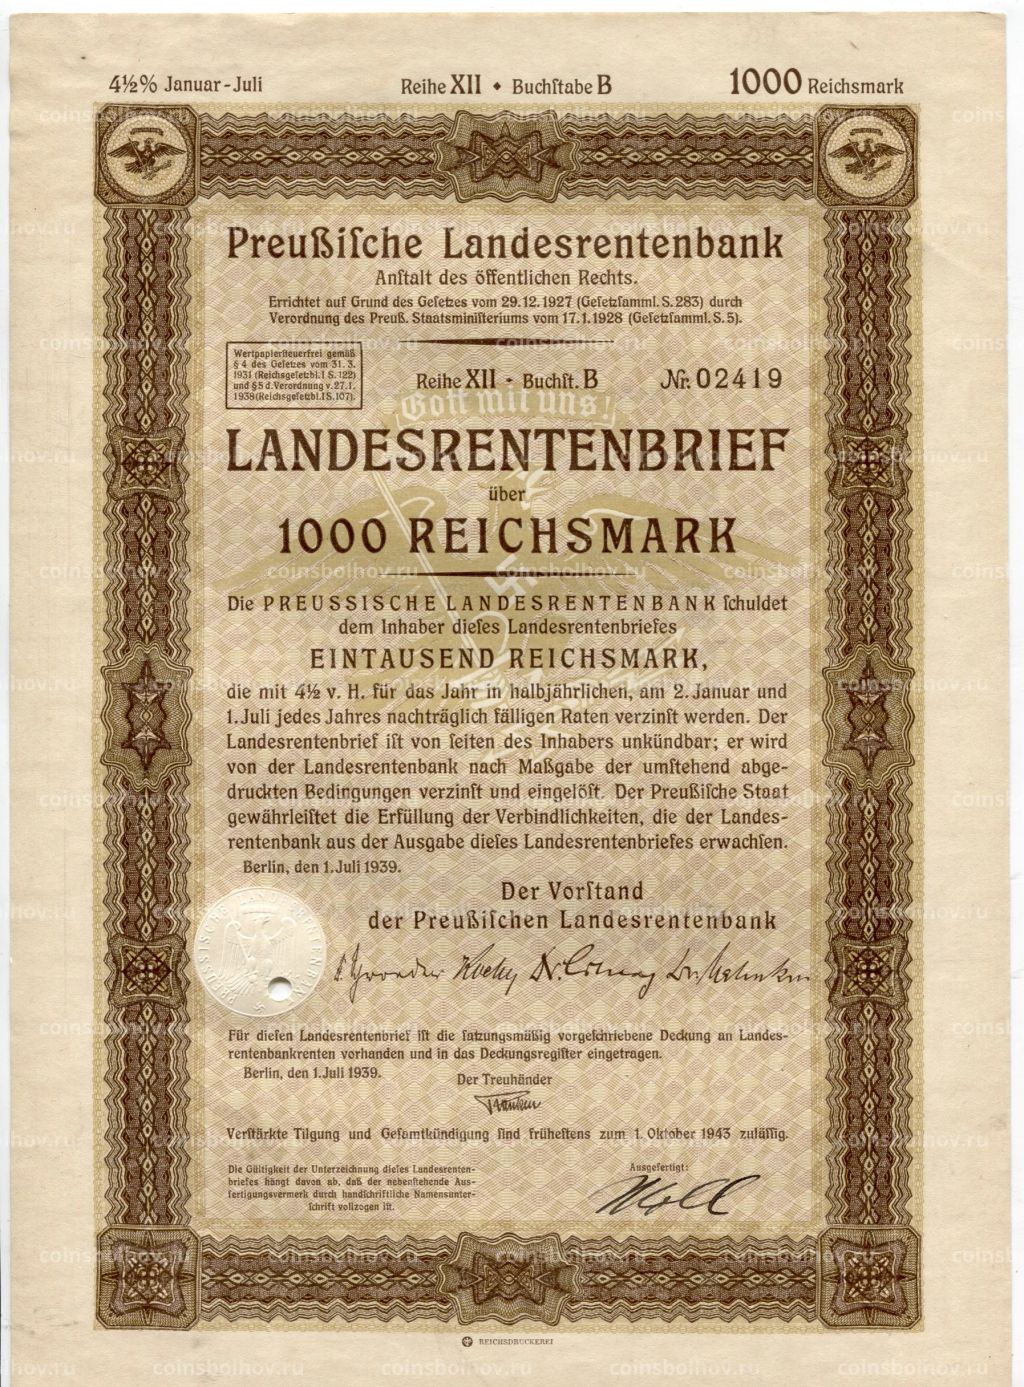 4½% Januar-Juli Reihe XII • Buchſtabe B 1000 Reichsmark
Preußiſche Landesrentenbank
Anſtalt des öffentlichen Rechts.
Errichtet auf Grund des Geſetzes vom 29.12.1927 (Geſetzſamml. S. 283) durch
Verordnung des Preuß. Staatsminiſteriums vom 17.1.1928 (Geſetzſamml. S. 5).
Wertpapierſteuerfrei gemäß
§ 4 des Geſetzes vom 31. 3.
1931 (Reichsgeſetzbl. I S. 122)
und § 5 d. Verordnung v. 27. 1.
1938 (Reichsgeſetzbl. I S. 107).
Reihe XII • Buchſt. B Nr. 02419
Gott mit uns!
LANDESRENTENBRIEF
über
1000 REICHSMARK
Die PREUSSISCHE LANDESRENTENBANK ſchuldet
dem Inhaber dieſes Landesrentenbriefes
EINTAUSEND REICHSMARK,
die mit 4½ v. H. für das Jahr in halbjährlichen, am 2. Januar und
1. Juli jedes Jahres nachträglich fälligen Raten verzinſt werden. Der
Landesrentenbrief iſt von ſeiten des Inhabers unkündbar; er wird
von der Landesrentenbank nach Maßgabe der umſtehend abge-
druckten Bedingungen verzinſt und eingelöſt. Der Preußiſche Staat
gewährleiſtet die Erfüllung der Verbindlichkeiten, die der Landes-
rentenbank aus der Ausgabe dieſes Landesrentenbriefes erwachſen.
Berlin, den 1. Juli 1939.
Der Vorſtand
der Preußiſchen Landesrentenbank
PREUSSISCHE LANDESRENTENBANK
Für dieſen Landesrentenbrief iſt die ſatzungsmäßig vorgeſchriebene Deckung an Landes-
rentenbankrenten vorhanden und in das Deckungsregiſter eingetragen.
Berlin, den 1. Juli 1939.
Der Treuhänder
Verſtärkte Tilgung und Geſamtkündigung ſind früheſtens zum 1. Oktober 1943 zuläſſig.
Die Gültigkeit der Unterzeichnung dieſes Landesrenten-
briefes hängt davon ab, daß der nebenſtehende Aus-
fertigungsvermerk durch handſchriftliche Namensunter-
ſchrift vollzogen iſt.
Ausgefertigt:
REICHSDRUCKEREI
coinsbolhov.ru